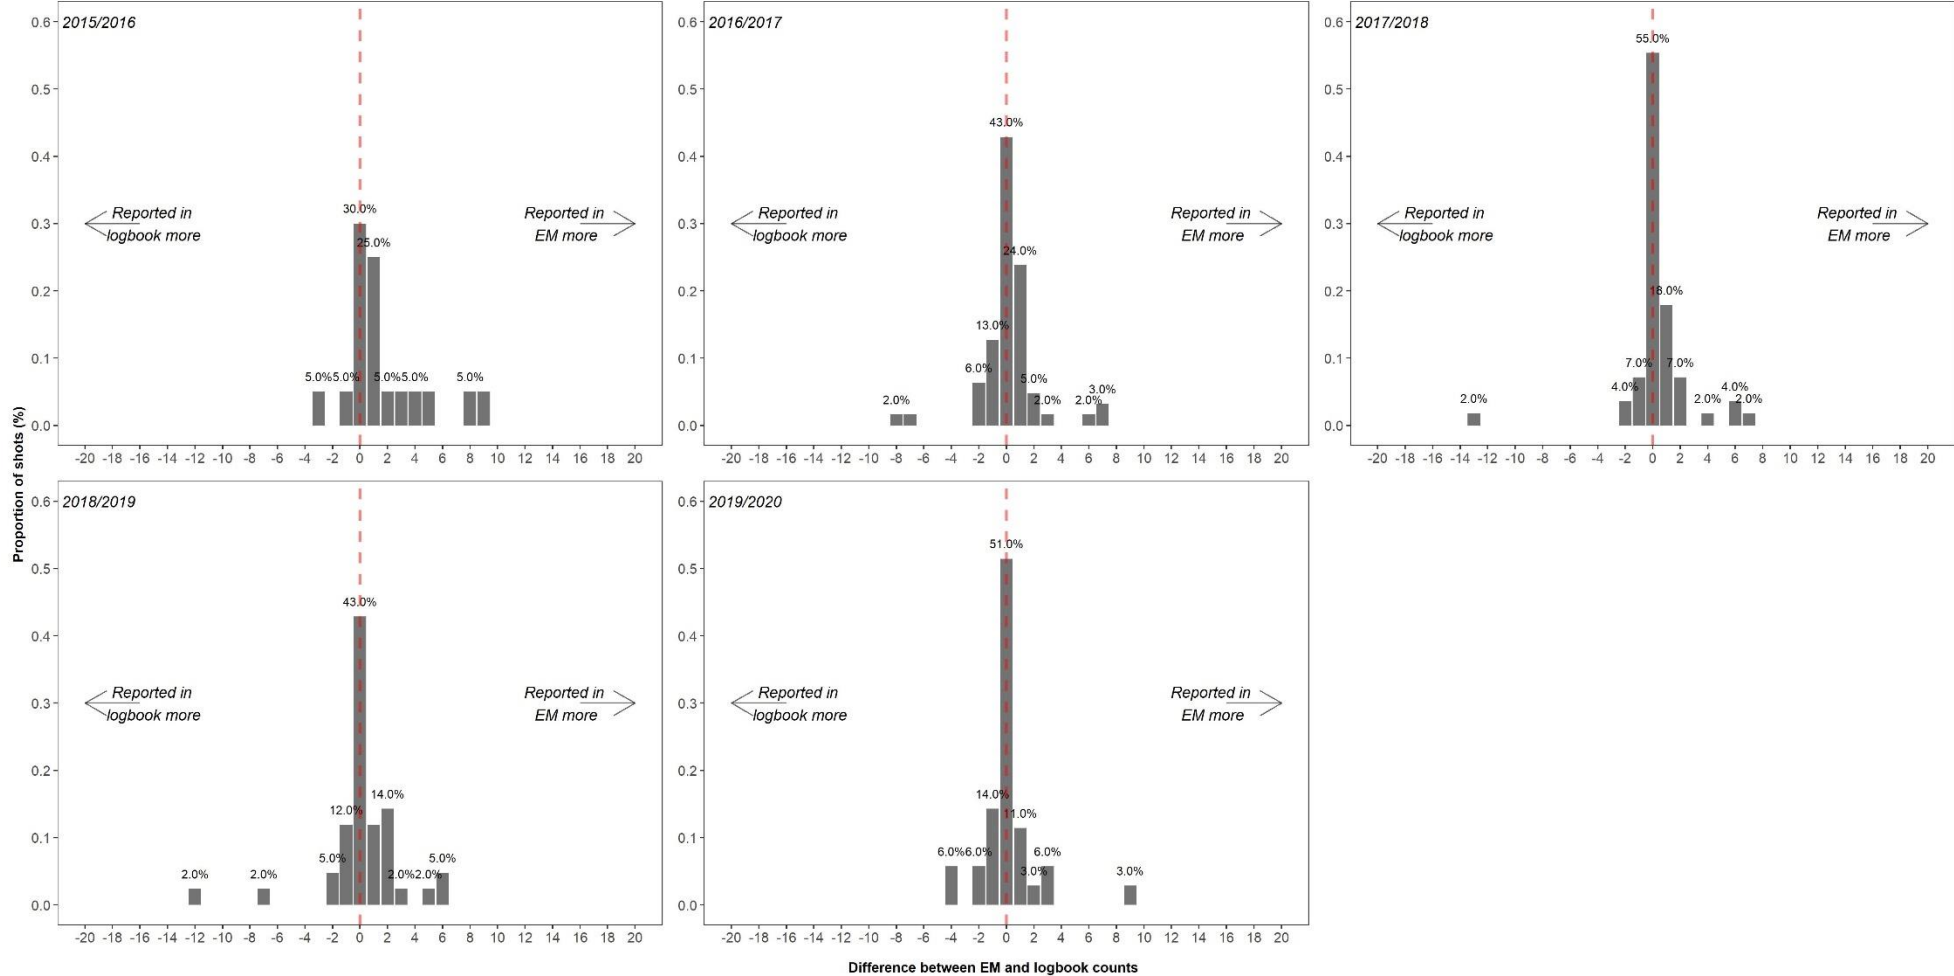 Proportion of shots (%)
2015/2016
0.6
0.5
0.4
0.3
0.2
0.1
0.0
Reported in
logbook more
Reported in
EM more
30.0%
25.0%
5.0% 5.0% 5.0% 5.0% 5.0%
-20 -18 -16 -14 -12 -10 -8 -6 -4 -2 0 2 4 6 8 10 12 14 16 18 20
2016/2017
0.6
0.5
0.4
0.3
0.2
0.1
0.0
Reported in
logbook more
Reported in
EM more
43.0%
24.0%
13.0%
6.0% 5.0%
3.0%
2.0% 2.0% 2.0%
-20 -18 -16 -14 -12 -10 -8 -6 -4 -2 0 2 4 6 8 10 12 14 16 18 20
2017/2018
0.6
0.5
0.4
0.3
0.2
0.1
0.0
Reported in
logbook more
Reported in
EM more
55.0%
18.0%
7.0% 7.0%
4.0% 4.0%
2.0% 2.0% 2.0%
-20 -18 -16 -14 -12 -10 -8 -6 -4 -2 0 2 4 6 8 10 12 14 16 18 20
2018/2019
0.6
0.5
0.4
0.3
0.2
0.1
0.0
Reported in
logbook more
Reported in
EM more
43.0%
12.0% 14.0%
5.0% 5.0%
2.0% 2.0% 2.0% 2.0%
-20 -18 -16 -14 -12 -10 -8 -6 -4 -2 0 2 4 6 8 10 12 14 16 18 20
2019/2020
0.6
0.5
0.4
0.3
0.2
0.1
0.0
Reported in
logbook more
Reported in
EM more
51.0%
14.0% 11.0%
6.0% 6.0% 6.0%
3.0% 3.0%
-20 -18 -16 -14 -12 -10 -8 -6 -4 -2 0 2 4 6 8 10 12 14 16 18 20
Difference between EM and logbook counts